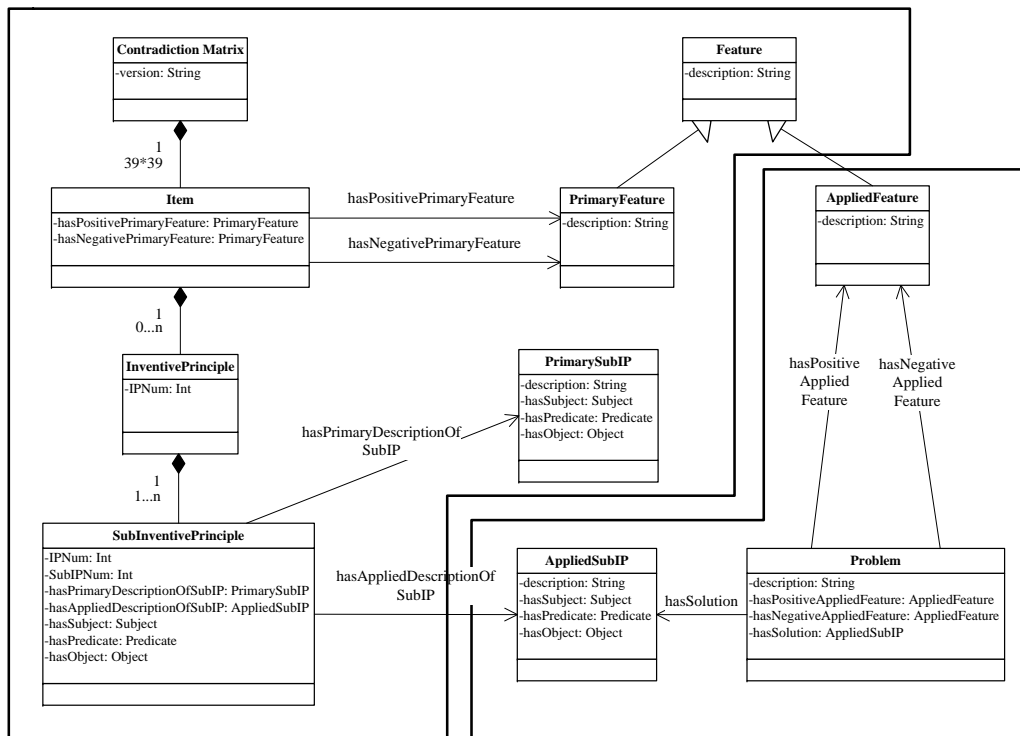 Contradiction Matrix
-version: String
Feature
-description: String
1
39*39
Item
-hasPositivePrimaryFeature: PrimaryFeature
-hasNegativePrimaryFeature: PrimaryFeature
hasPositivePrimaryFeature
hasNegativePrimaryFeature
PrimaryFeature
-description: String
AppliedFeature
-description: String
1
0...n
InventivePrinciple
-IPNum: Int
PrimarySubIP
-description: String
-hasSubject: Subject
-hasPredicate: Predicate
-hasObject: Object
hasPositive
Applied
Feature
hasNegative
Applied
Feature
hasPrimaryDescriptionOf
SubIP
1
1...n
SubInventivePrinciple
-IPNum: Int
-SubIPNum: Int
-hasPrimaryDescriptionOfSubIP: PrimarySubIP
-hasAppliedDescriptionOfSubIP: AppliedSubIP
-hasSubject: Subject
-hasPredicate: Predicate
-hasObject: Object
hasAppliedDescriptionOf
SubIP
AppliedSubIP
-description: String
-hasSubject: Subject
-hasPredicate: Predicate
-hasObject: Object
hasSolution
Problem
-description: String
-hasPositiveAppliedFeature: AppliedFeature
-hasNegativeAppliedFeature: AppliedFeature
-hasSolution: AppliedSubIP